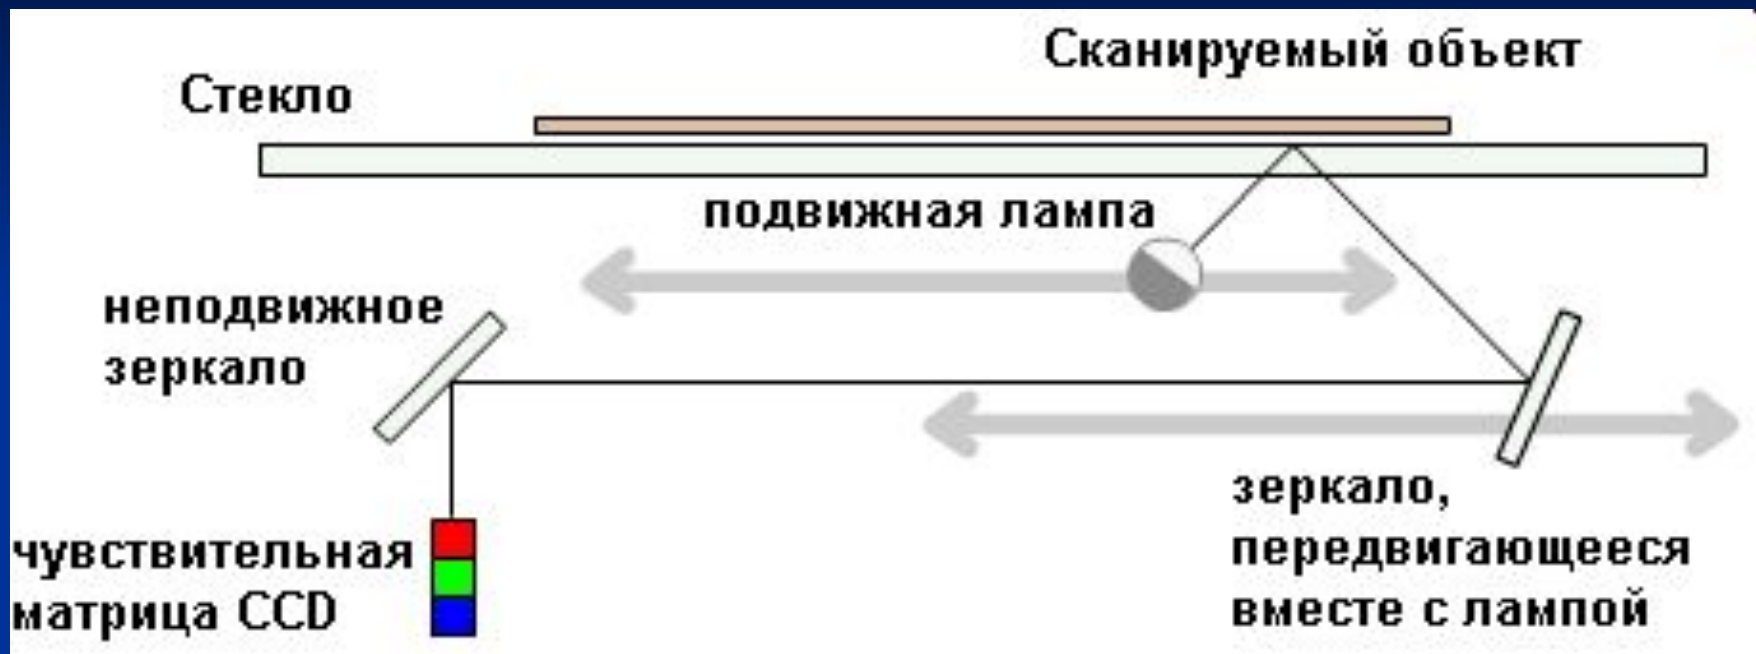 Сканируемый объект
Стекло
подвижная лампа
неподвижное
зеркало
зеркало,
передвигающееся
вместе с лампой
чувствительная
матрица CCD